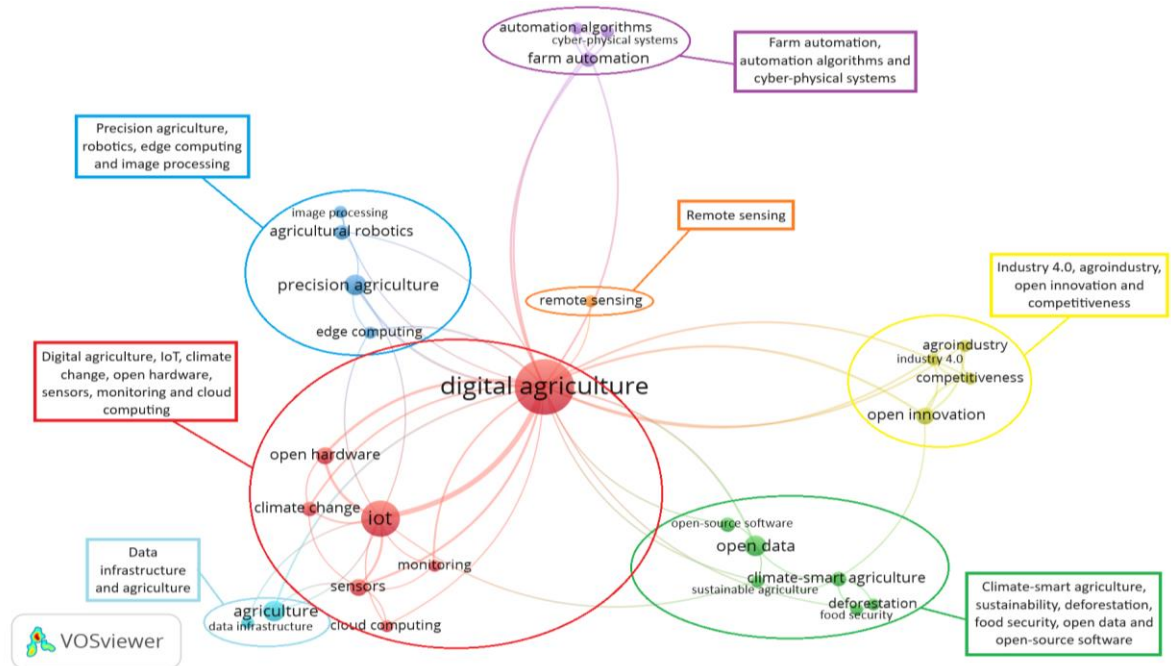 automation algorithms
cyber-physical systems
farm automation
Farm automation,
automation algorithms and
cyber-physical systems
Precision agriculture,
robotics, edge computing
and image processing
image processing
agricultural robotics
precision agriculture
edge computing
Remote sensing
remote sensing
Industry 4.0, agroindustry,
open innovation and
competitiveness
agroindustry
industry 4.0
competitiveness
open innovation
Digital agriculture, IoT, climate
change, open hardware,
sensors, monitoring and cloud
computing
digital agriculture
open hardware
climate change
iot
monitoring
sensors
cloud computing
Data
infrastructure
and agriculture
agriculture
data infrastructure
open-source software
open data
climate-smart agriculture
sustainable agriculture
deforestation
food security
Climate-smart agriculture,
sustainability, deforestation,
food security, open data and
open-source software
VOSviewer